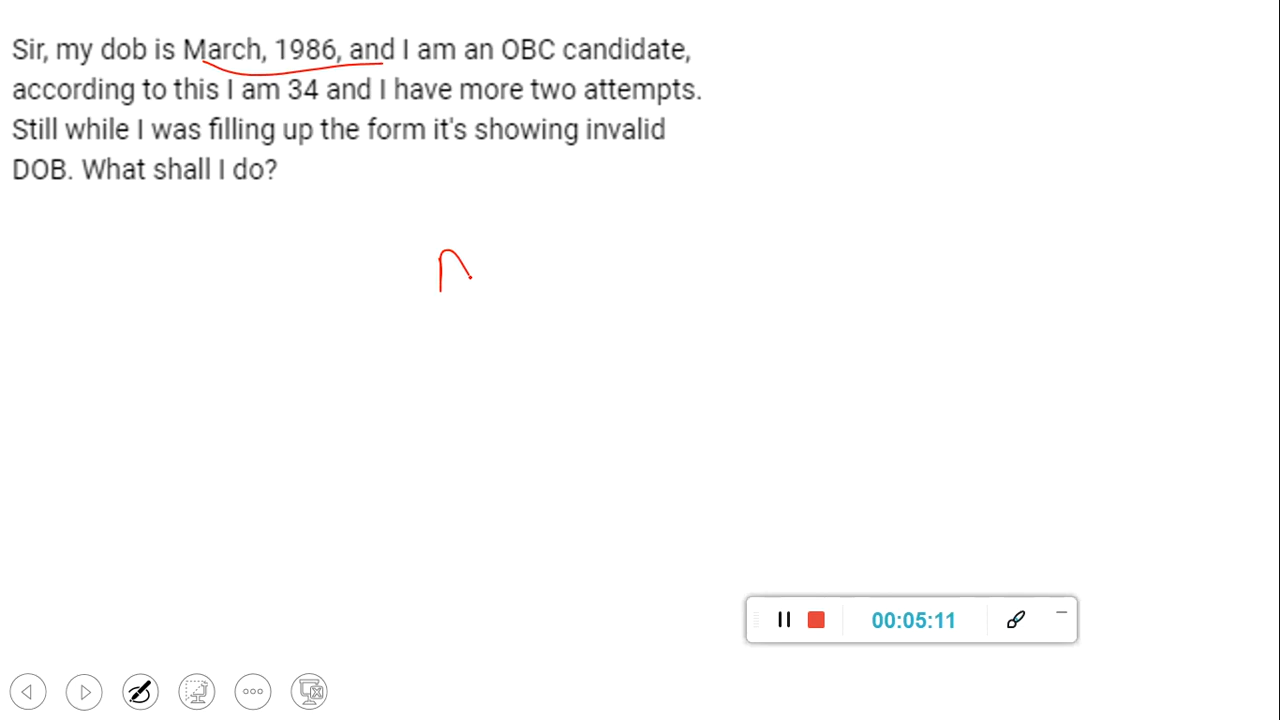 Sir, my dob is March, 1986, and I am an OBC candidate,
according to this I am 34 and I have more two attempts.
Still while I was filling up the form it's showing invalid
DOB. What shall I do?
00:05:11